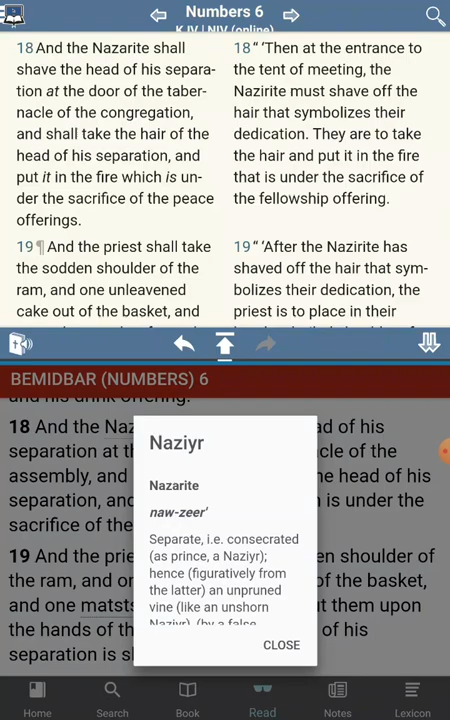 Numbers 6
KJV | NIV (online)
18 And the Nazarite shall
shave the head of his separa-
tion at the door of the taber-
nacle of the congregation,
and shall take the hair of the
head of his separation, and
put it in the fire which is un-
der the sacrifice of the peace
offerings.
19 ¶ And the priest shall take
the sodden shoulder of the
ram, and one unleavened
cake out of the basket, and
18 “ ‘Then at the entrance to
the tent of meeting, the
Nazirite must shave off the
hair that symbolizes their
dedication. They are to take
the hair and put it in the fire
that is under the sacrifice of
the fellowship offering.
19 “ ‘After the Nazirite has
shaved off the hair that sym-
bolizes their dedication, the
priest is to place in their
BEMIDBAR (NUMBERS) 6
and his drink offering.
18 And the Naz ad of his
separation at th acle of the
assembly, and he head of his
separation, and n is under the
sacrifice of the
19 And the prie en shoulder of
the ram, and on of the basket,
and one matsts t them upon
the hands of th of his
separation is sh
Naziyr
Nazarite
naw-zeer'
Separate, i.e. consecrated
(as prince, a Naziyr);
hence (figuratively from
the latter) an unpruned
vine (like an unshorn
Naziyr). (by a false
CLOSE
Home
Search
Book
Read
Notes
Lexicon